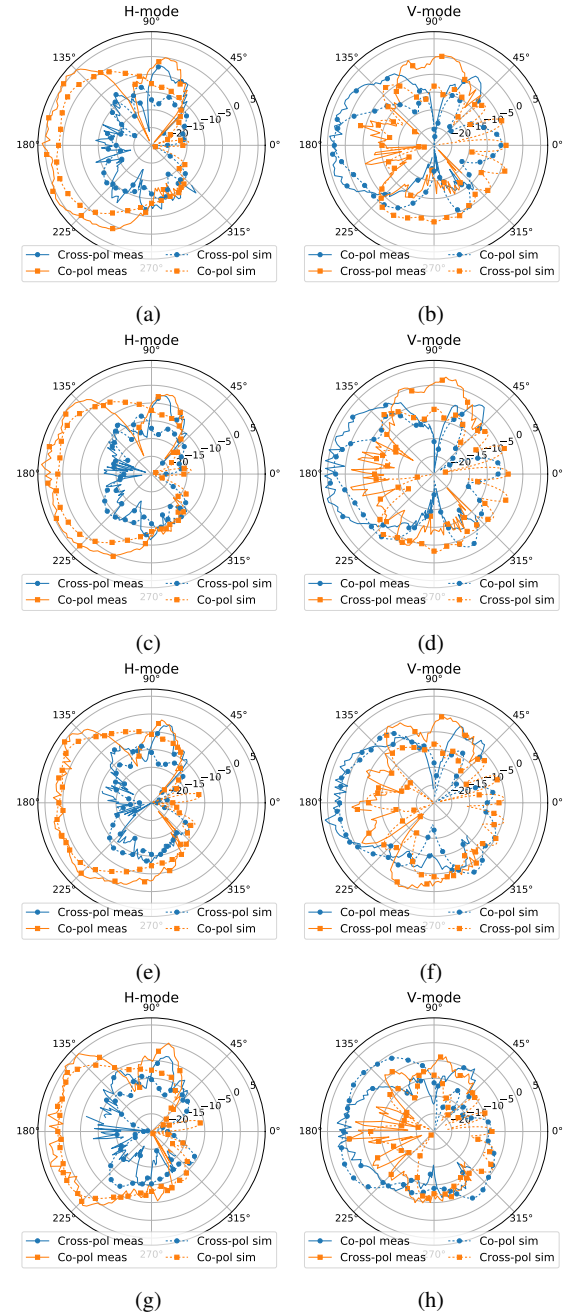 H-mode
90°
135°
45°
180°
0°
225°
315°
270°
−20
−15
−10
−5
0
5
Cross-pol meas
Cross-pol sim
Co-pol meas
Co-pol sim
(a)
V-mode
90°
135°
45°
180°
0°
225°
315°
270°
−20
−15
−10
−5
0
5
Co-pol meas
Co-pol sim
Cross-pol meas
Cross-pol sim
(b)
H-mode
90°
135°
45°
180°
0°
225°
315°
270°
−20
−15
−10
−5
0
5
Cross-pol meas
Cross-pol sim
Co-pol meas
Co-pol sim
(c)
V-mode
90°
135°
45°
180°
0°
225°
315°
270°
−20
−15
−10
−5
0
5
Co-pol meas
Co-pol sim
Cross-pol meas
Cross-pol sim
(d)
H-mode
90°
135°
45°
180°
0°
225°
315°
270°
−20
−15
−10
−5
0
5
Cross-pol meas
Cross-pol sim
Co-pol meas
Co-pol sim
(e)
V-mode
90°
135°
45°
180°
0°
225°
315°
270°
−20
−15
−10
−5
0
5
Co-pol meas
Co-pol sim
Cross-pol meas
Cross-pol sim
(f)
H-mode
90°
135°
45°
180°
0°
225°
315°
270°
−20
−15
−10
−5
0
5
Cross-pol meas
Cross-pol sim
Co-pol meas
Co-pol sim
(g)
V-mode
90°
135°
45°
180°
0°
225°
315°
270°
−20
−15
−10
−5
0
5
Co-pol meas
Co-pol sim
Cross-pol meas
Cross-pol sim
(h)